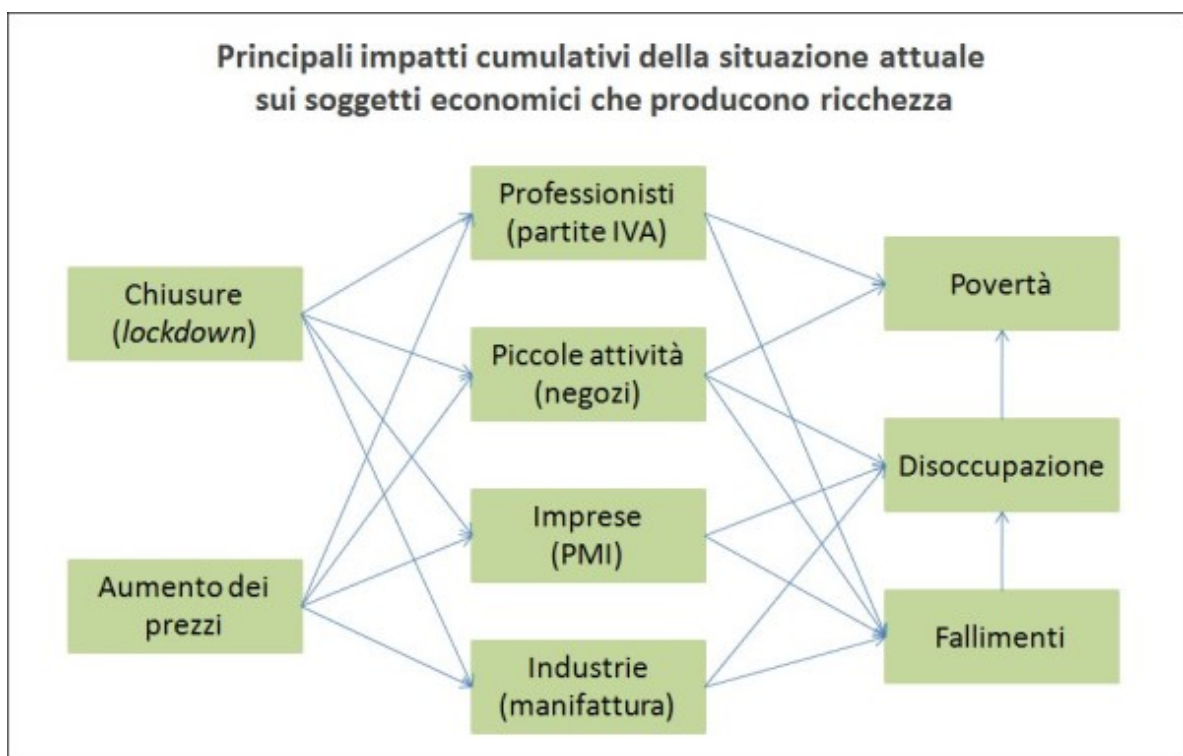 Principali impatti cumulativi della situazione attuale
sui soggetti economici che producono ricchezza
Chiusure
(lockdown)
Aumento dei
prezzi
Professionisti
(partite IVA)
Piccole attività
(negozi)
Imprese
(PMI)
Industrie
(manifattura)
Povertà
Disoccupazione
Fallimenti